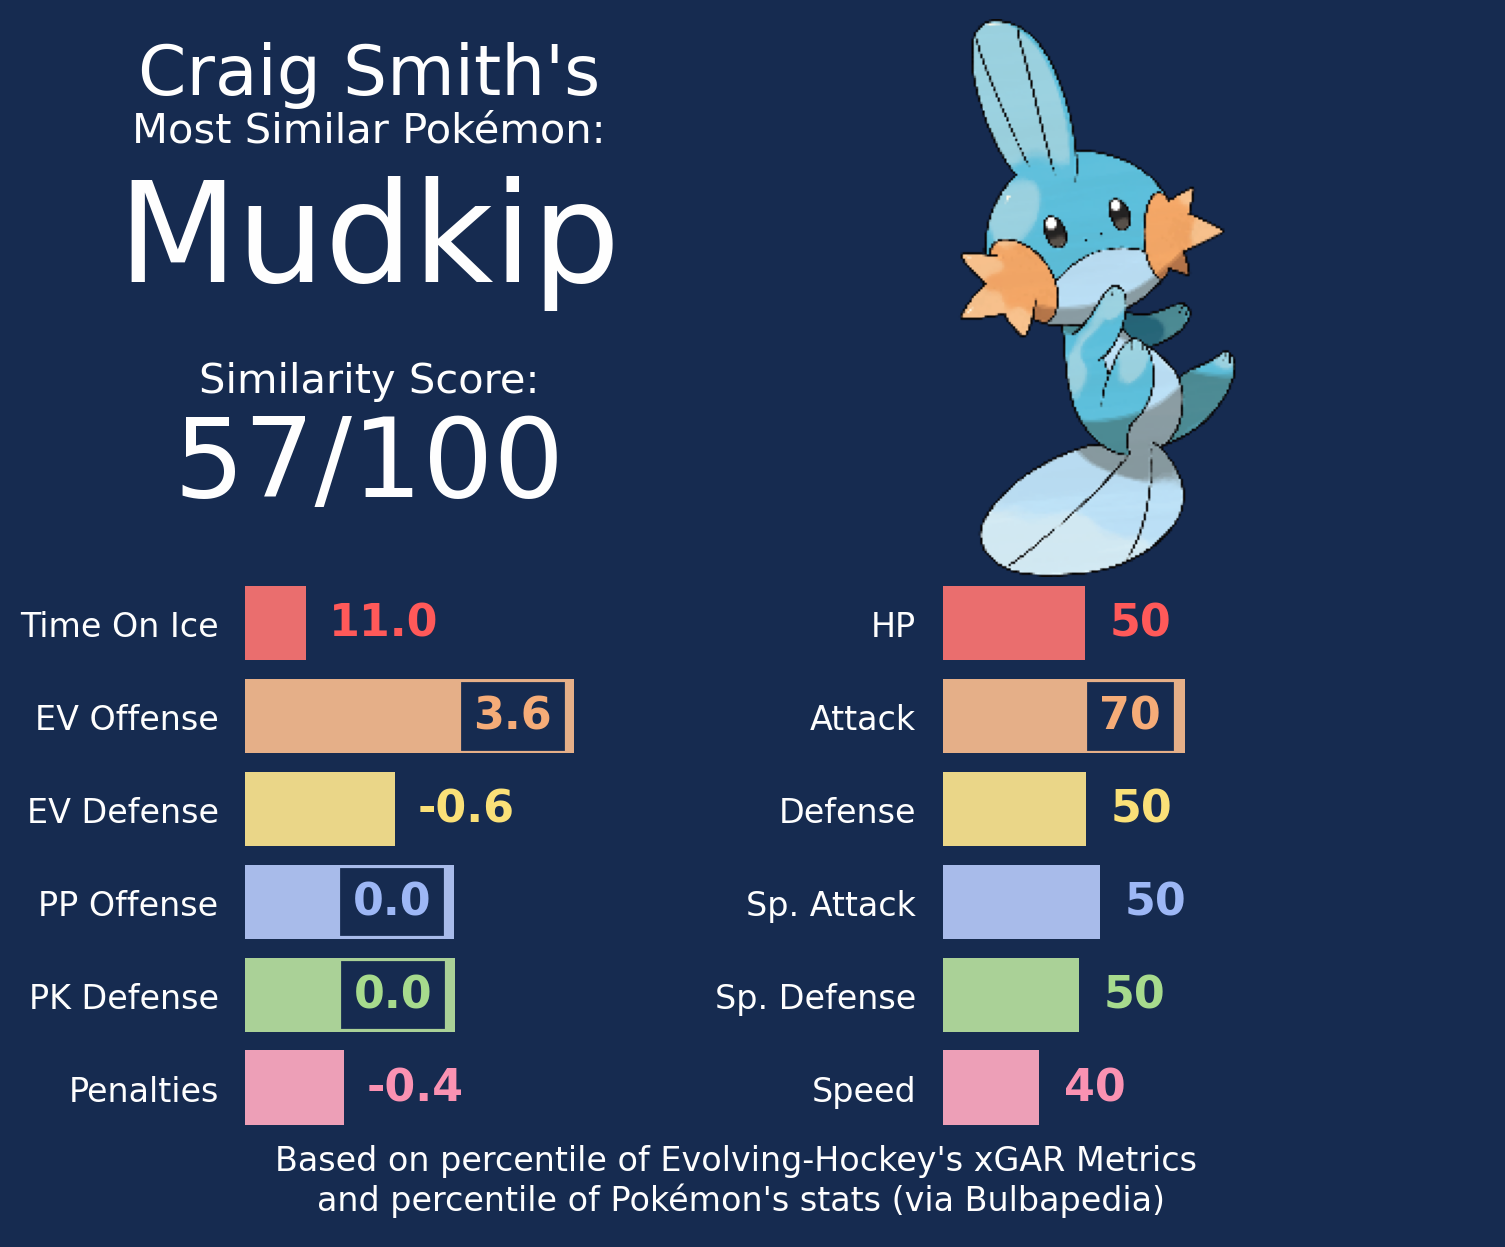 Craig Smith's
Most Similar Pokémon:
Mudkip
Similarity Score:
57/100
Time On Ice 11.0
EV Offense 3.6
EV Defense -0.6
PP Offense 0.0
PK Defense 0.0
Penalties -0.4
HP 50
Attack 70
Defense 50
Sp. Attack 50
Sp. Defense 50
Speed 40
Based on percentile of Evolving-Hockey's xGAR Metrics
and percentile of Pokémon's stats (via Bulbapedia)